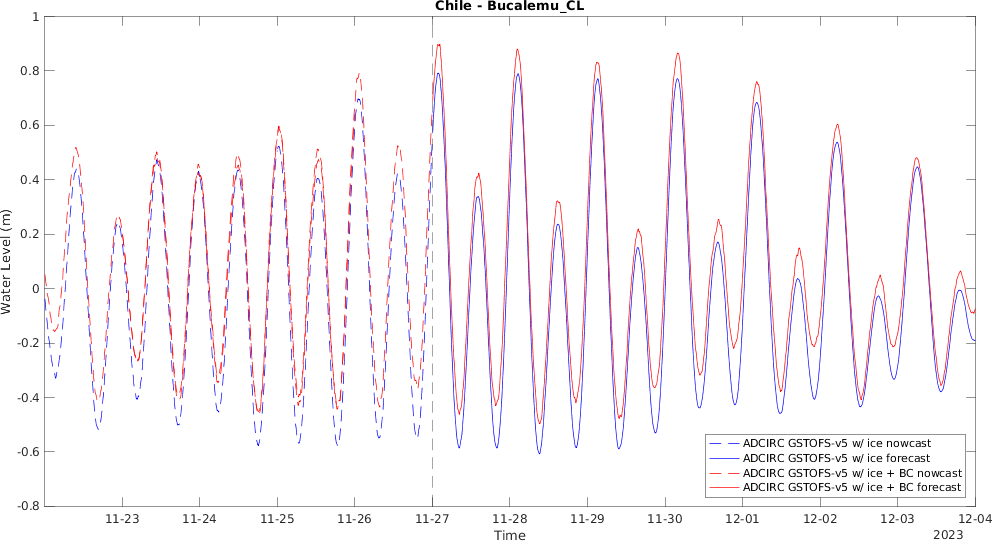 Chile - Bucalemu_CL
1
0.8
0.6
0.4
0.2
0
-0.2
-0.4
-0.6
-0.8
Water Level (m)
11-23 11-24 11-25 11-26 11-27 11-28 11-29 11-30 12-01 12-02 12-03 12-04
Time
2023
ADCIRC GSTOFS-v5 w/ ice nowcast
ADCIRC GSTOFS-v5 w/ ice forecast
ADCIRC GSTOFS-v5 w/ ice + BC nowcast
ADCIRC GSTOFS-v5 w/ ice + BC forecast